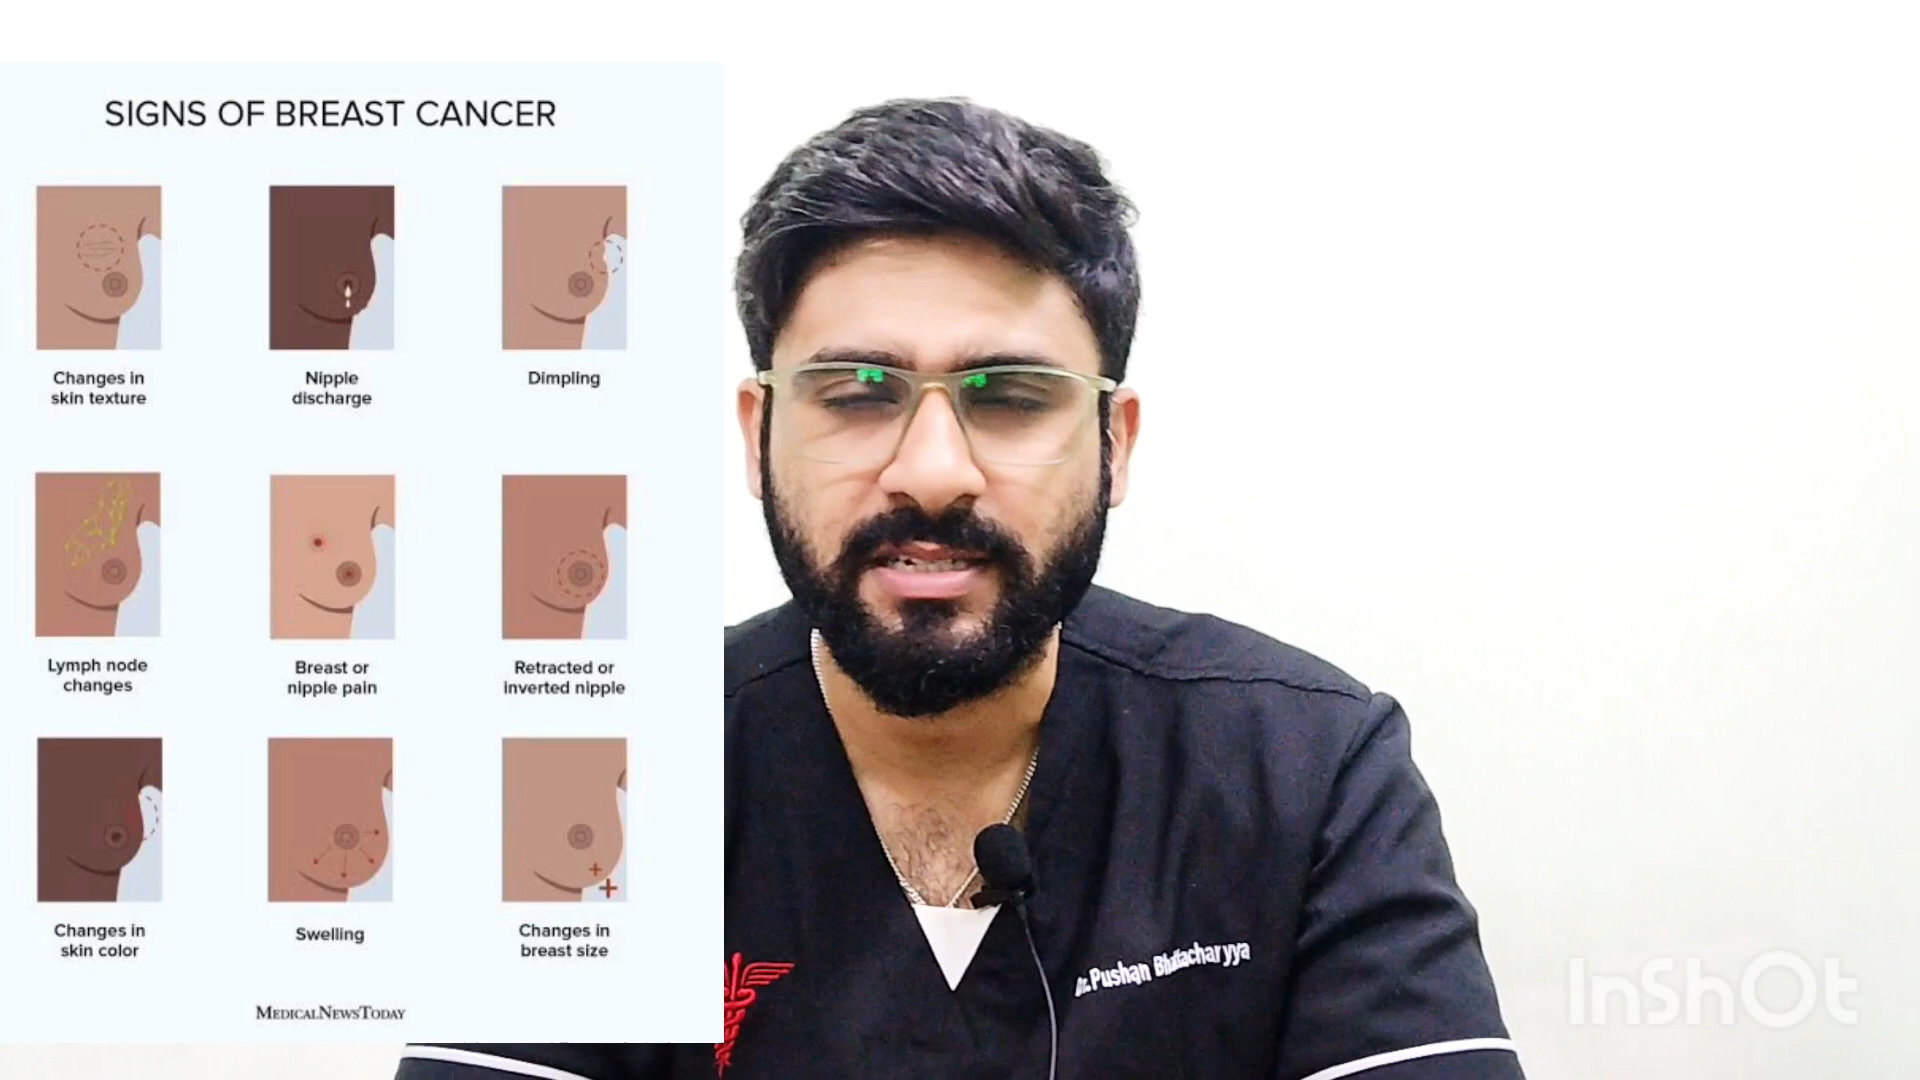 SIGNS OF BREAST CANCER
Changes in
skin texture
Nipple
discharge
Dimpling
Lymph node
changes
Breast or
nipple pain
Retracted or
inverted nipple
Changes in
skin color
Swelling
Changes in
breast size
MEDICALNEWSTODAY
Dr. Pushan Bhattacharyya
InShOt